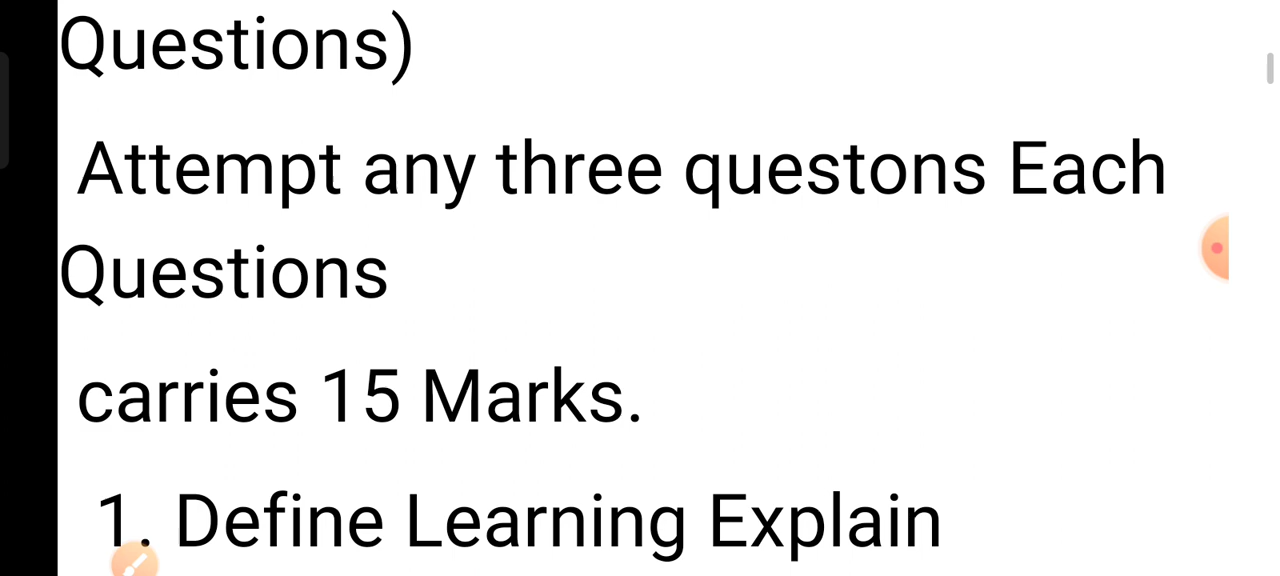 Questions)
Attempt any three questons Each
Questions
carries 15 Marks.
1. Define Learning Explain